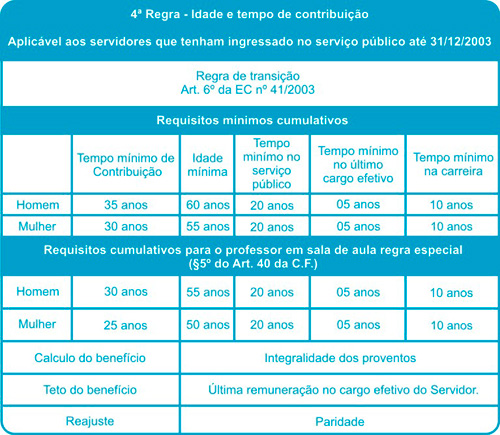 4ª Regra - Idade e tempo de contribuição
Aplicável aos servidores que tenham ingressado no serviço público até 31/12/2003
Regra de transição
Art. 6º da EC nº 41/2003
Requisitos mínimos cumulativos
Tempo mínimo de Contribuição Idade mínima Tempo minímo no serviço público Tempo mínimo no último cargo efetivo Tempo mínimo na carreira
Homem 35 anos 60 anos 20 anos 05 anos 10 anos
Mulher 30 anos 55 anos 20 anos 05 anos 10 anos
Requisitos cumulativos para o professor em sala de aula regra especial
(§5º do Art. 40 da C.F.)
Homem 30 anos 55 anos 20 anos 05 anos 10 anos
Mulher 25 anos 50 anos 20 anos 05 anos 10 anos
Calculo do benefício Integralidade dos proventos
Teto do benefício Última remuneração no cargo efetivo do Servidor.
Reajuste Paridade